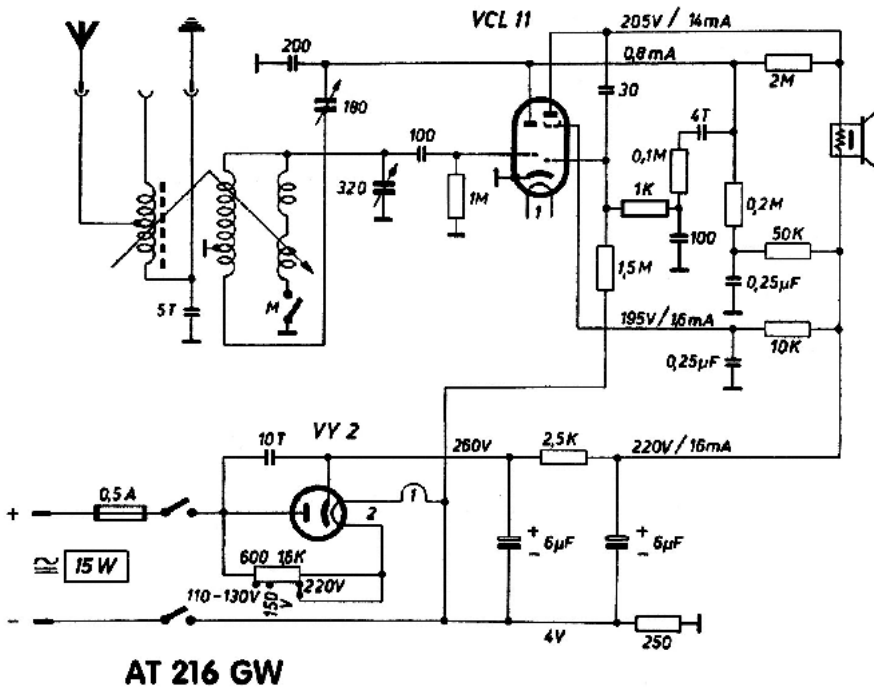 VCL 11
205V / 14mA
200
0,8mA
180
30
2M
4T
100
0,1M
320
1M
1
1K
0,2M
100
50K
1,5M
0,25µF
5T
M
195V / 1,6mA
10K
0,25µF
10T
VY 2
260V
2,5K
220V / 16mA
+
0,5A
1
2
+
-
6µF
+
-
6µF
15W
600
1,6K
110-130V
150V
220V
-
4V
250
AT 216 GW